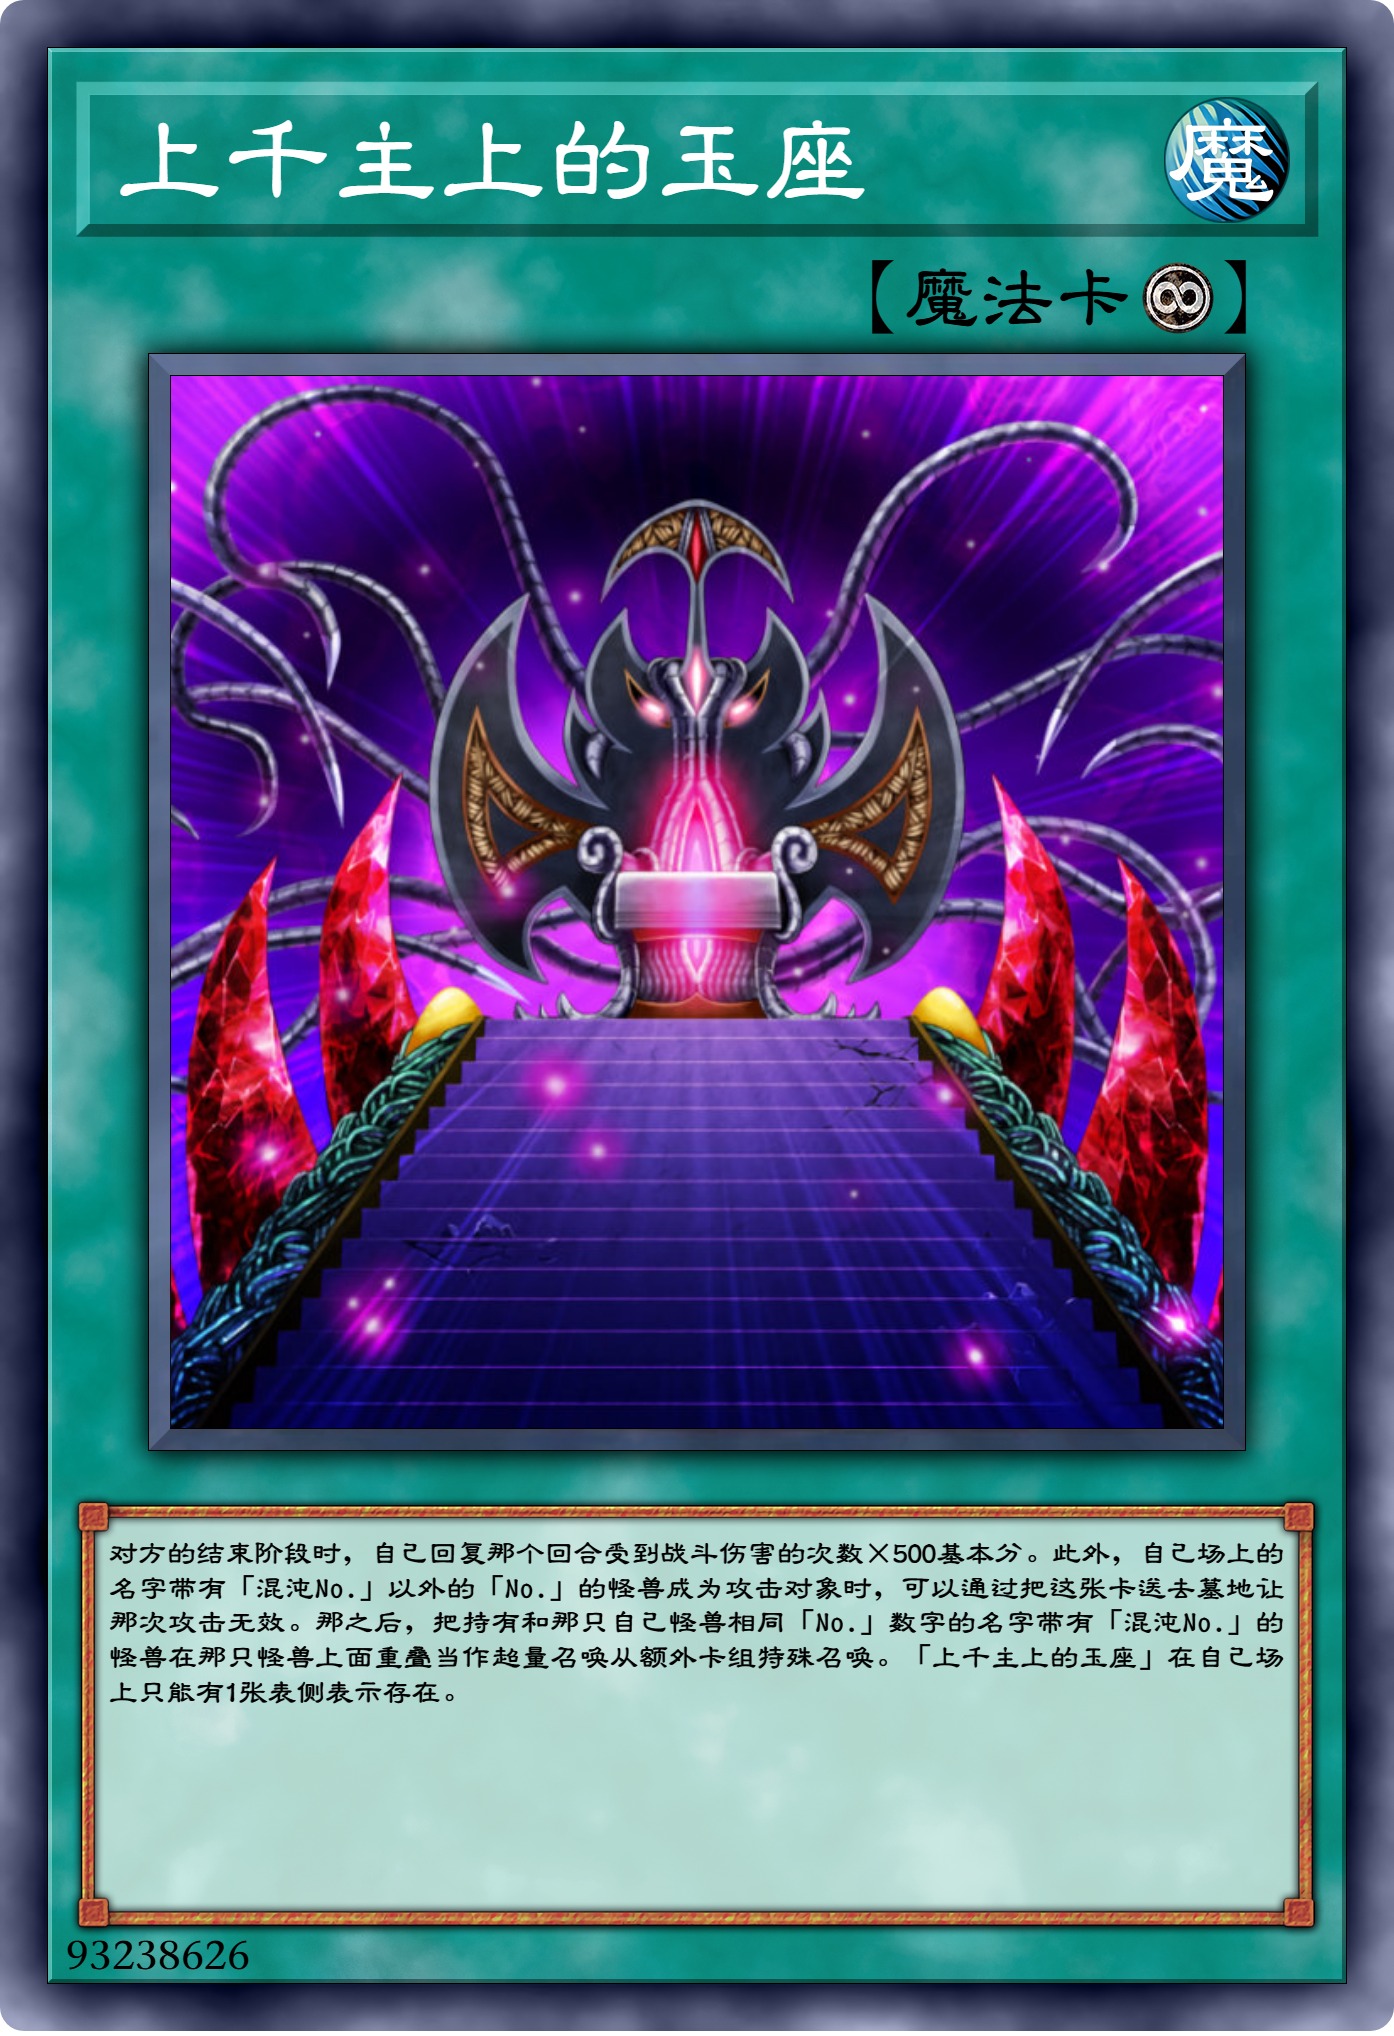 上千主上的玉座
魔
【魔法卡】
对方的结束阶段时，自己回复那个回合受到战斗伤害的次数×500基本分。此外，自己场上的
名字带有「混沌No.」以外的「No.」的怪兽成为攻击对象时，可以通过把这张卡送去墓地让
那次攻击无效。那之后，把持有和那只自己怪兽相同「No.」数字的名字带有「混沌No.」的
怪兽在那只怪兽上面重叠当作超量召唤从额外卡组特殊召唤。「上千主上的玉座」在自己场
上只能有1张表侧表示存在。
93238626